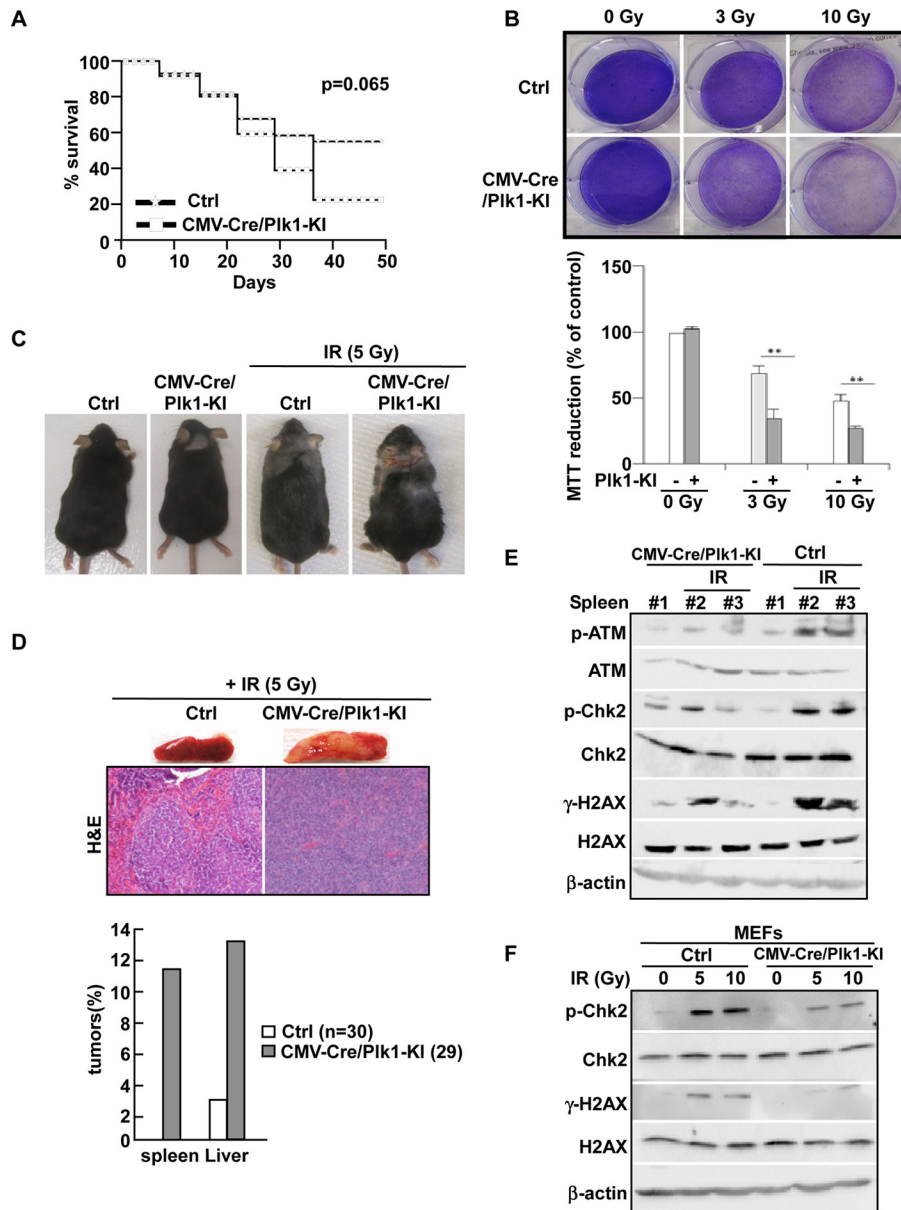 A
p=0.065
% survival
100
80
60
40
20
0
Ctrl
CMV-Cre/Plk1-KI
0 10 20 30 40 50
Days
B
0 Gy 3 Gy 10 Gy
Ctrl
CMV-Cre
/Plk1-KI
MTT reduction (% of control)
150
100
50
0
** **
Plk1-KI - + - + - +
0 Gy 3 Gy 10 Gy
C
IR (5 Gy)
CMV-Cre/ CMV-Cre/
Ctrl Plk1-KI Ctrl Plk1-KI
D
+ IR (5 Gy)
Ctrl CMV-Cre/Plk1-KI
H&E
tumors(%)
14
12
10
8
6
4
2
0
Ctrl (n=30)
CMV-Cre/Plk1-KI (29)
spleen Liver
E
CMV-Cre/Plk1-KI Ctrl
IR IR
Spleen #1 #2 #3 #1 #2 #3
p-ATM
ATM
p-Chk2
Chk2
γ-H2AX
H2AX
β-actin
F
MEFs
Ctrl CMV-Cre/Plk1-KI
IR (Gy) 0 5 10 0 5 10
p-Chk2
Chk2
γ-H2AX
H2AX
β-actin